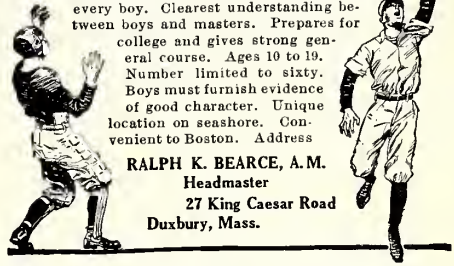 every boy. Clearest understanding be-
tween boys and masters. Prepares for
college and gives strong gen-
eral course. Ages 10 to 19.
Number limited to sixty.
Boys must furnish evidence
of good character. Unique
location on seashore. Con-
venient to Boston. Address
RALPH K. BEARCE, A. M.
Headmaster
27 King Caesar Road
Duxbury, Mass.